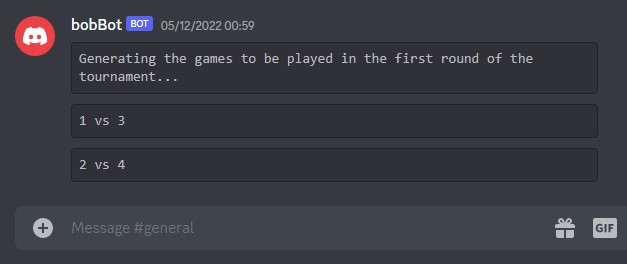 bobBot BOT 05/12/2022 00:59
Generating the games to be played in the first round of the
tournament...
1 vs 3
2 vs 4
Message #general GIF